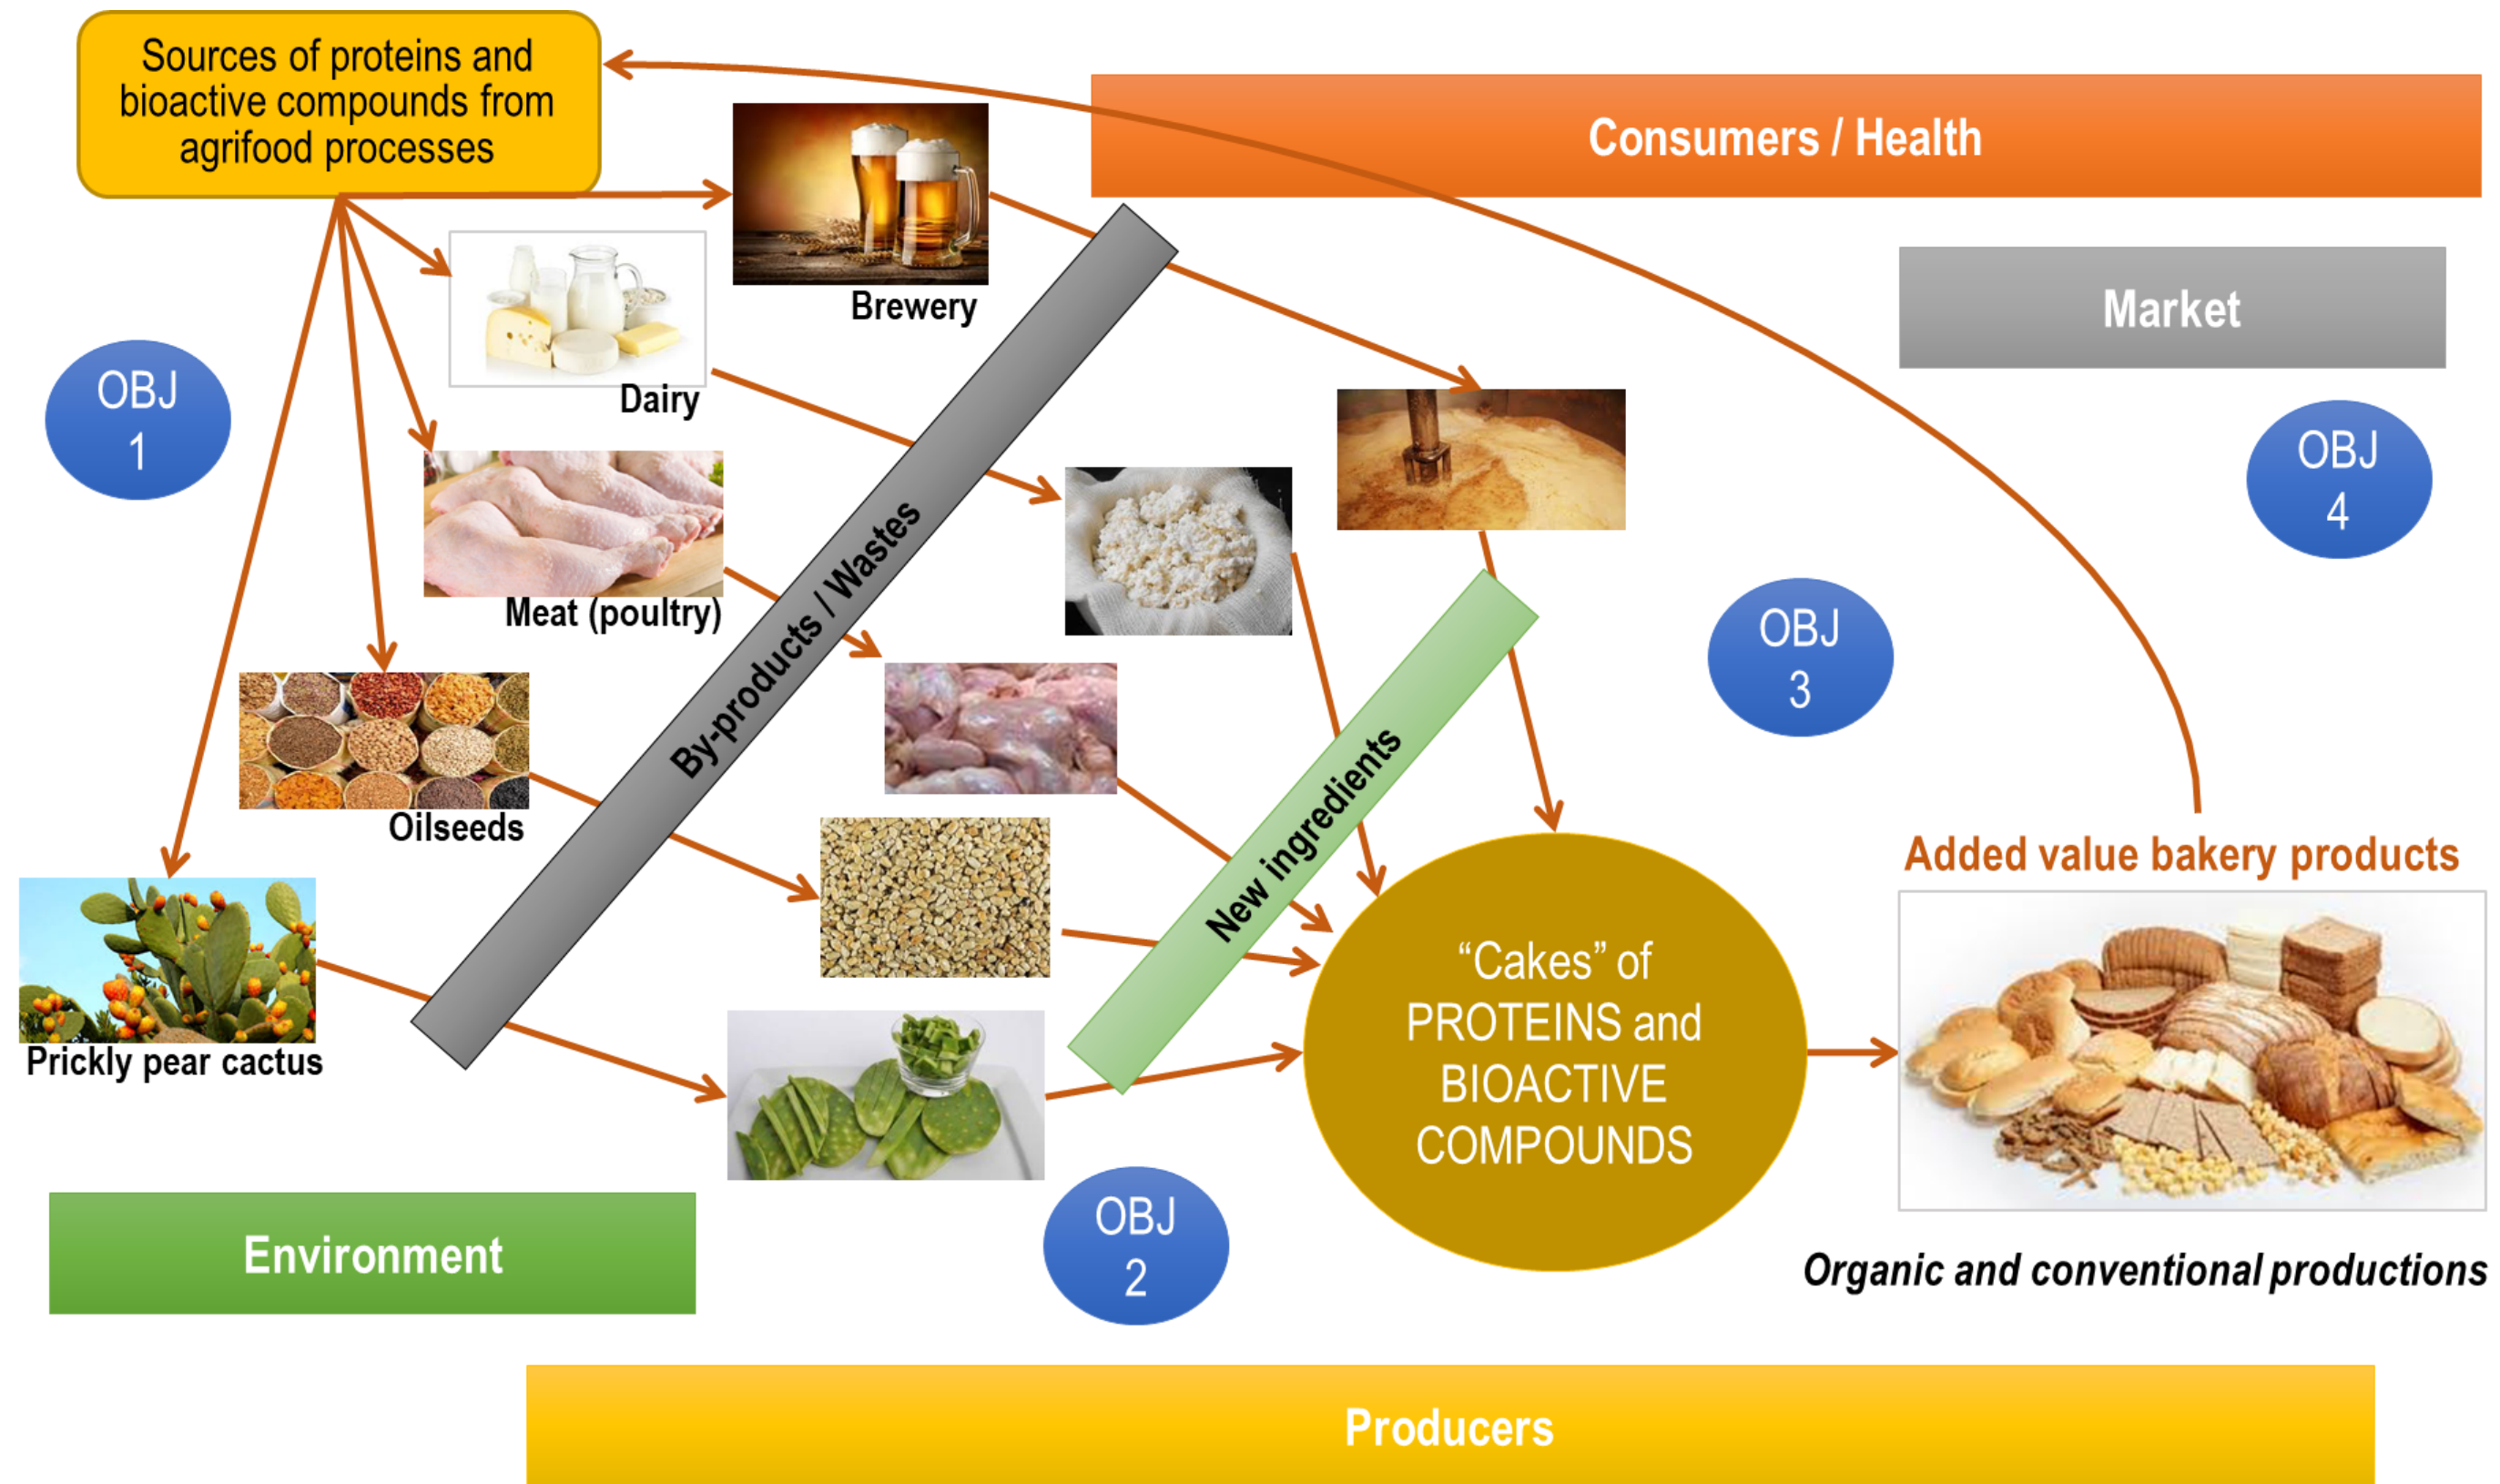 Sources of proteins and
bioactive compounds from
agrifood processes
Consumers / Health
Brewery
Market
Dairy
OBJ
1
OBJ
4
By-products / Wastes
Meat (poultry)
OBJ
3
New ingredients
Oilseeds
Added value bakery products
“Cakes” of
PROTEINS and
BIOACTIVE
COMPOUNDS
Prickly pear cactus
OBJ
2
Environment
Organic and conventional productions
Producers